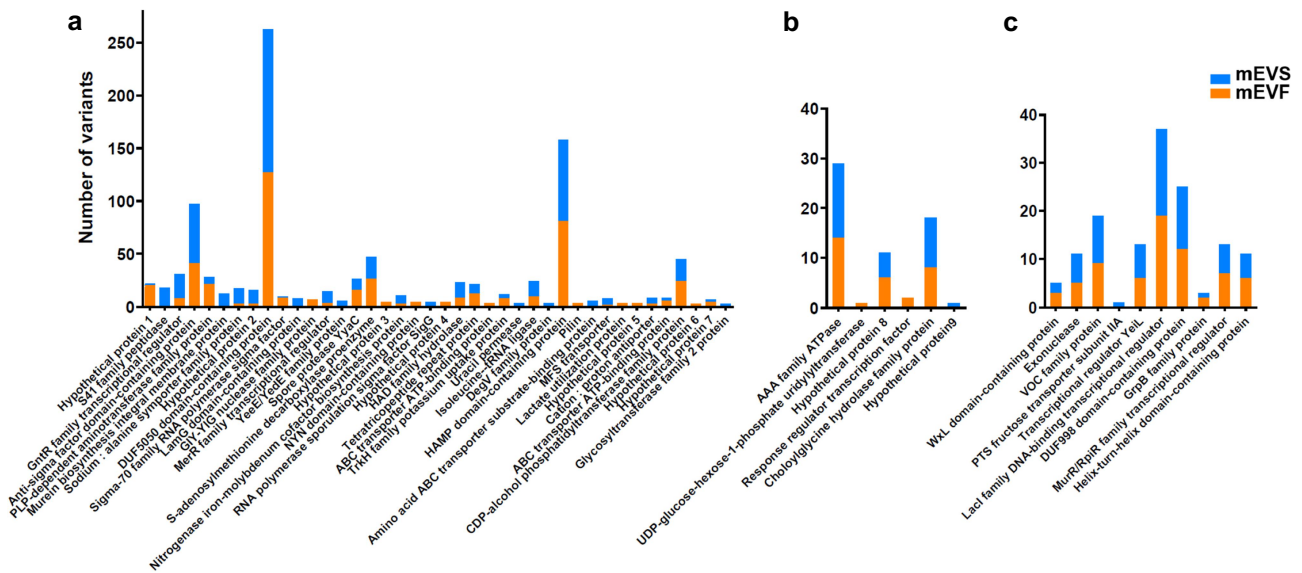 a
b
c
mEVS
mEVF
Number of variants
250
200
150
100
50
0
Hypothetical protein 1
S41 family peptidase
GntR family transcriptional regulator
Anti-sigma factor domain-containing protein
PLP-dependent aminotransferase family protein
Murein biosynthesis integral membrane protein
Sodium : alanine symporter family protein
Hypothetical protein 2
DUF5050 domain-containing protein
Sigma-70 family RNA polymerase sigma factor
LamG domain-containing protein
GIY-YIG nuclease family protein
MerR family transcriptional regulator
YeeE/YedE family protein
Spore protease YyaC
S-adenosylmethionine decarboxylase proenzyme
Hypothetical protein 3
Nitrogenase iron-molybdenum cofactor biosynthesis protein
NYN domain-containing protein
RNA polymerase sporulation sigma factor SigG
Hypothetical protein 4
HAD family hydrolase
Tetratricopeptide repeat protein
ABC transporter ATP-binding protein
TrkH family potassium uptake protein
Uracil permease
Isoleucine--tRNA ligase
DegV family protein
HAMP domain-containing protein
Pilin
Amino acid ABC transporter substrate-binding protein
MFS transporter
Lactate utilization protein
Hypothetical protein 5
Cation transporter
ABC transporter ATP-binding protein
CDP-alcohol phosphatidyltransferase family protein
Hypothetical protein 6
Hypothetical protein 7
Glycosyltransferase family 2 protein
40
30
20
10
0
AAA family ATPase
UDP-glucose-hexose-1-phosphate uridylyltransferase
Hypothetical protein 8
Response regulator transcription factor
Choloylglycine hydrolase family protein
Hypothetical protein9
40
30
20
10
0
WxL domain-containing protein
Exonuclease
VOC family protein
PTS fructose transporter subunit IIA
Transcriptional regulator YeiL
LacI family DNA-binding transcriptional regulator
DUF998 domain-containing protein
GrpB family protein
MurR/RpiR family transcriptional regulator
Helix-turn-helix domain-containing protein